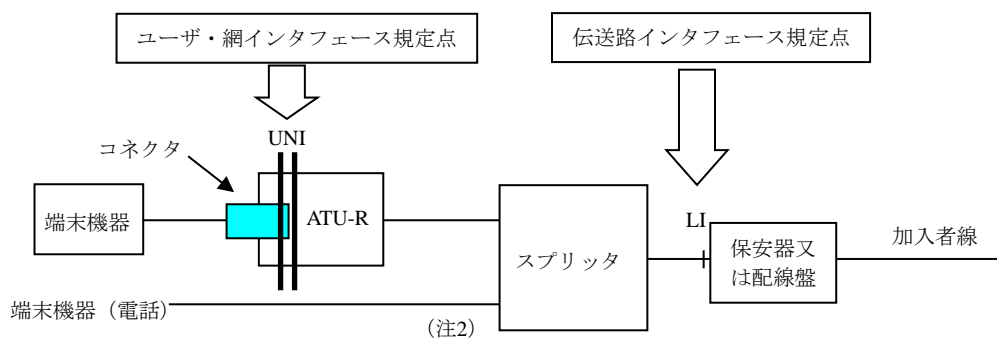 ユーザ・網インタフェース規定点
伝送路インタフェース規定点
UNI
コネクタ
端末機器
ATU-R
スプリッタ
LI
保安器又
は配線盤
加入者線
端末機器（電話）
（注2）